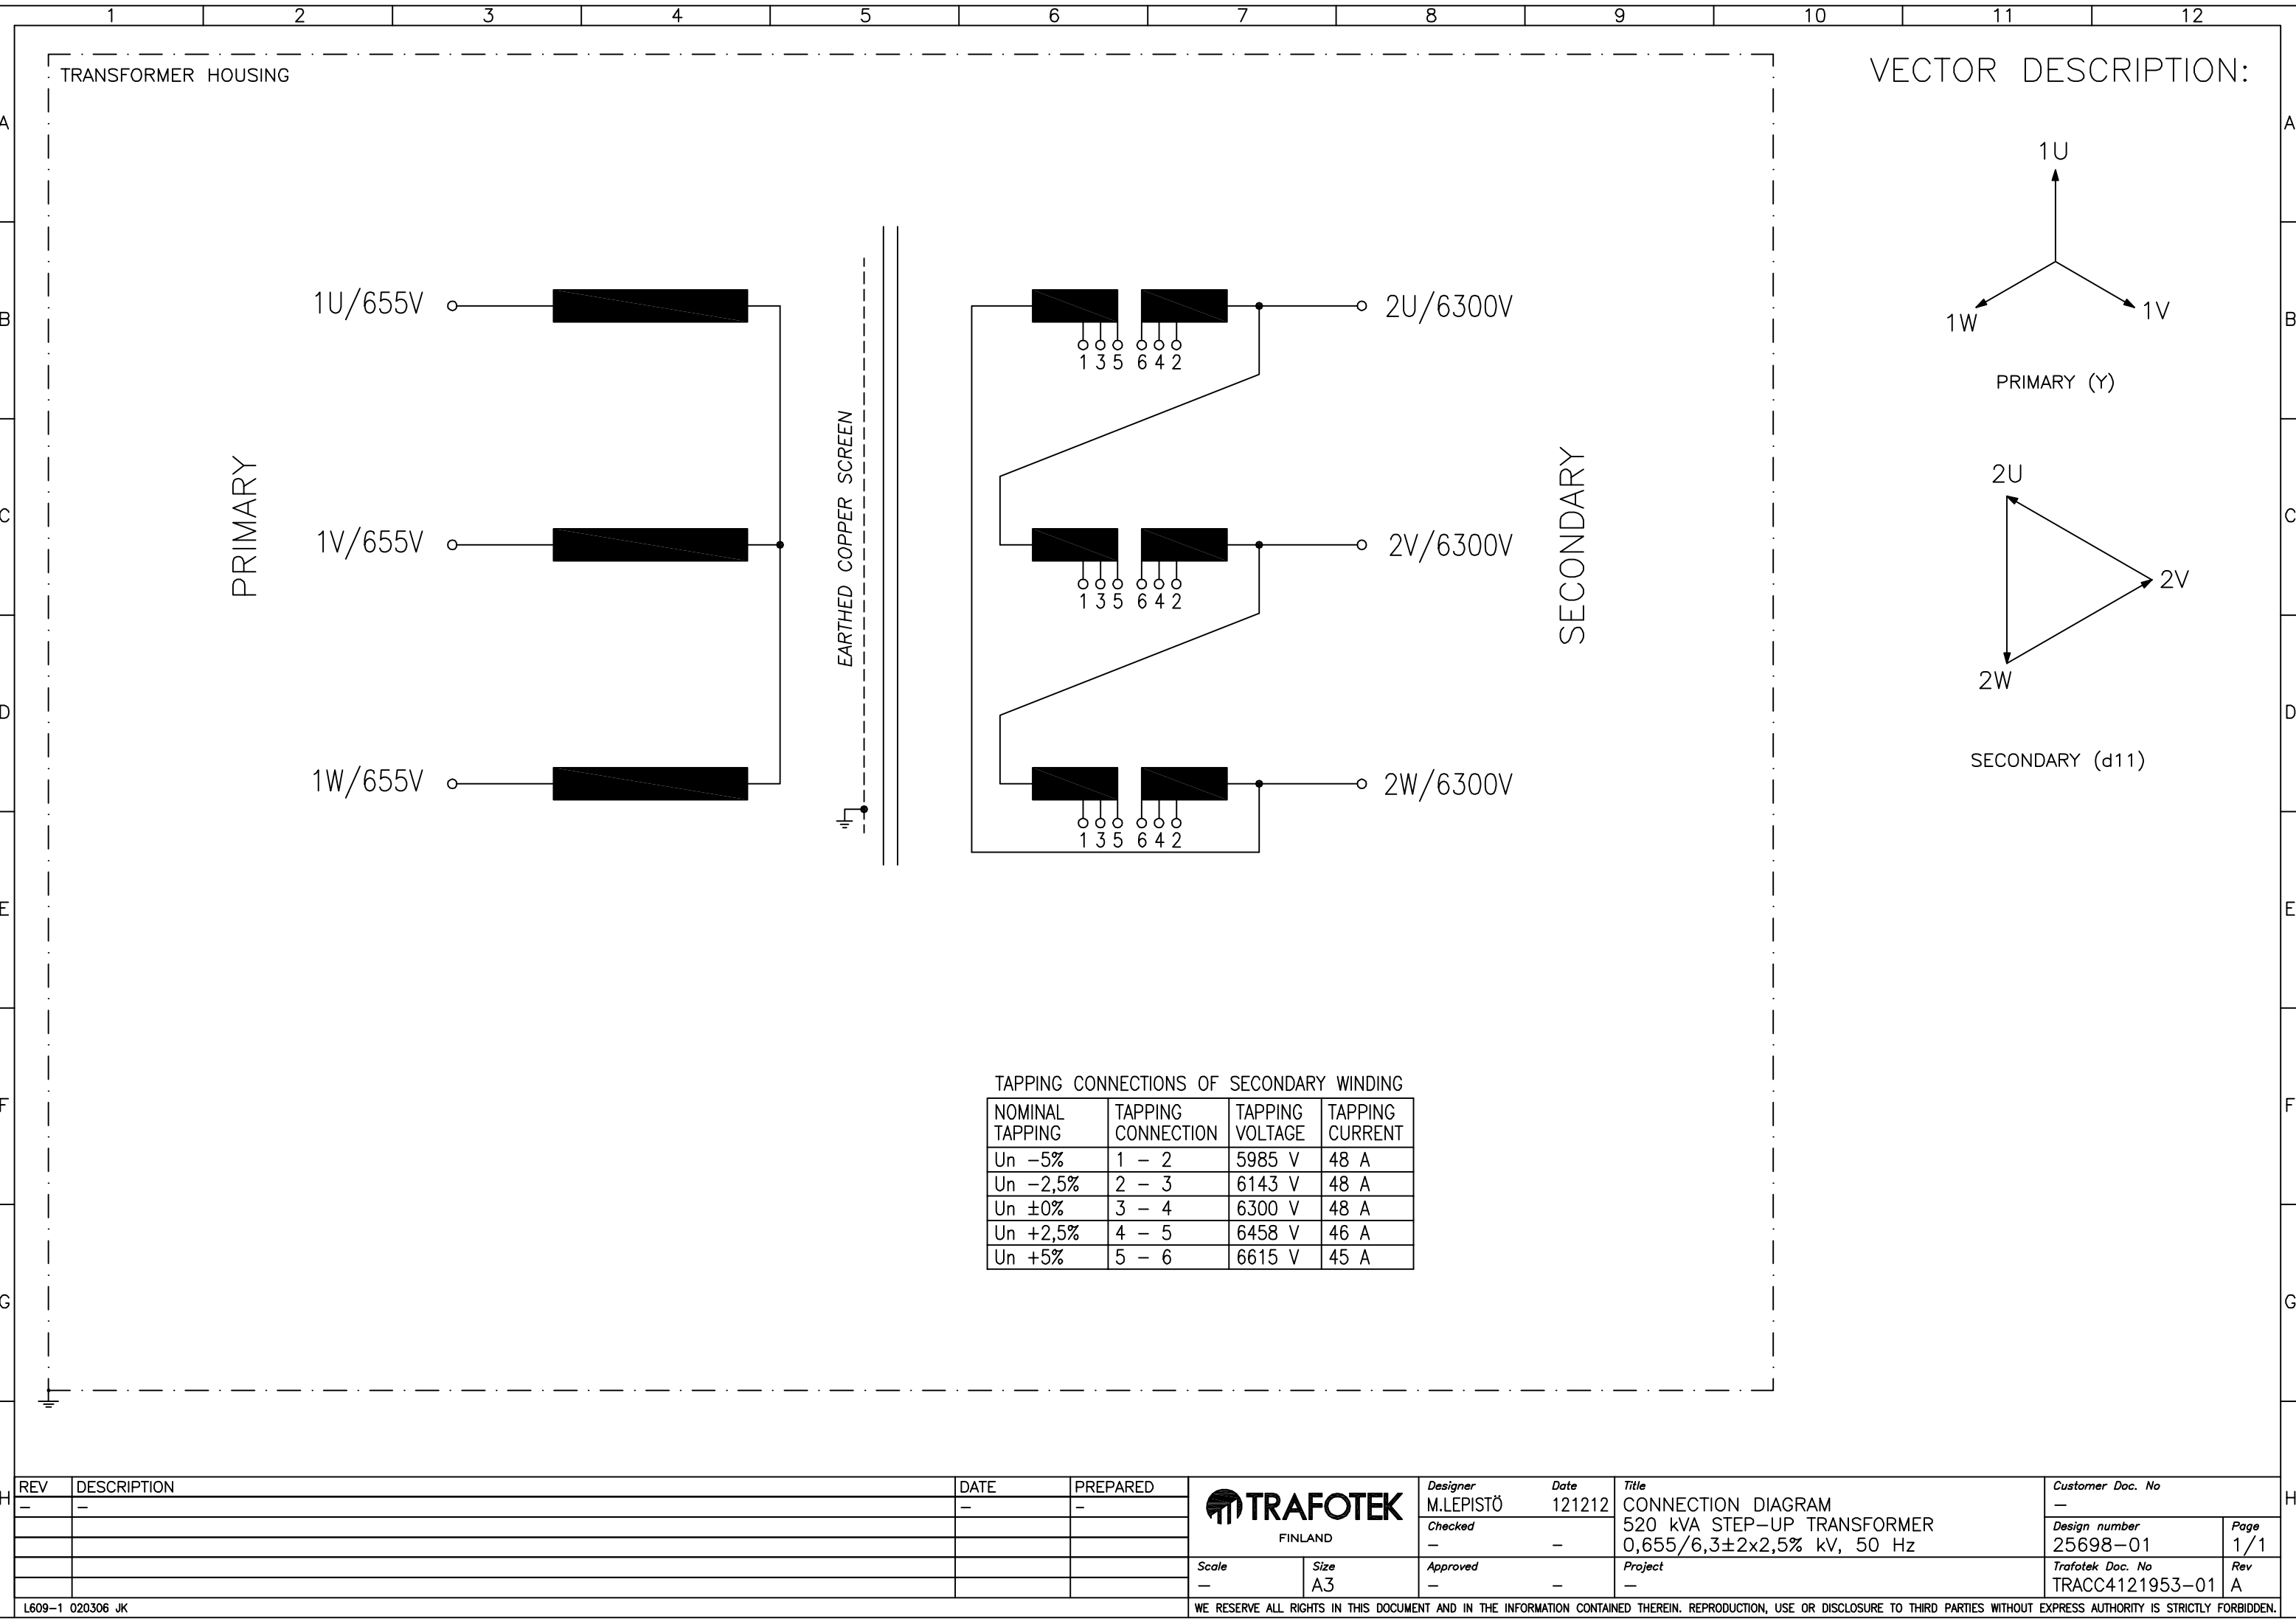 1 2 3 4 5 6 7 8 9 10 11 12
TRANSFORMER HOUSING
VECTOR DESCRIPTION:
A A
1U
1W 1V
PRIMARY (Y)
B B
1U/655V
2U/6300V
1 3 5 6 4 2
PRIMARY
EARTHED COPPER SCREEN
SECONDARY
C C
1V/655V
2V/6300V
1 3 5 6 4 2
2U
2V
2W
SECONDARY (d11)
D D
1W/655V
2W/6300V
1 3 5 6 4 2
E E
F F
TAPPING CONNECTIONS OF SECONDARY WINDING
NOMINAL TAPPING TAPPING TAPPING
TAPPING CONNECTION VOLTAGE CURRENT
Un -5% 1 - 2 5985 V 48 A
Un -2,5% 2 - 3 6143 V 48 A
Un ±0% 3 - 4 6300 V 48 A
Un +2,5% 4 - 5 6458 V 46 A
Un +5% 5 - 6 6615 V 45 A
G G
H H
REV DESCRIPTION DATE PREPARED
- - - -
TRAFOTEK
FINLAND
Scale Size
- A3
Designer Date
M.LEPISTÖ 121212
Checked
- -
Approved
- -
Title
CONNECTION DIAGRAM
520 kVA STEP-UP TRANSFORMER
0,655/6,3±2x2,5% kV, 50 Hz
Project
-
Customer Doc. No
-
Design number Page
25698-01 1/1
Trafotek Doc. No Rev
TRACC4121953-01 A
L609-1 020306 JK
WE RESERVE ALL RIGHTS IN THIS DOCUMENT AND IN THE INFORMATION CONTAINED THEREIN. REPRODUCTION, USE OR DISCLOSURE TO THIRD PARTIES WITHOUT EXPRESS AUTHORITY IS STRICTLY FORBIDDEN.